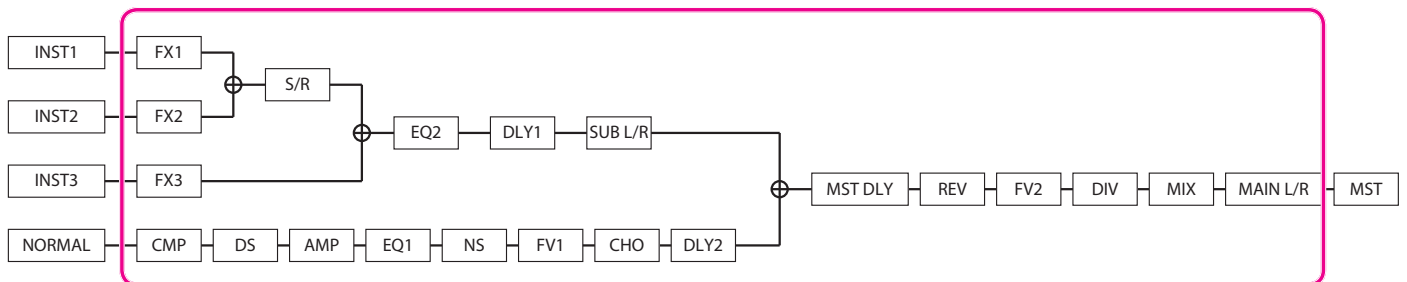 INST1 FX1
S/R
INST2 FX2
EQ2 DLY1 SUB L/R
INST3 FX3
MST DLY REV FV2 DIV MIX MAIN L/R MST
NORMAL CMP DS AMP EQ1 NS FV1 CHO DLY2